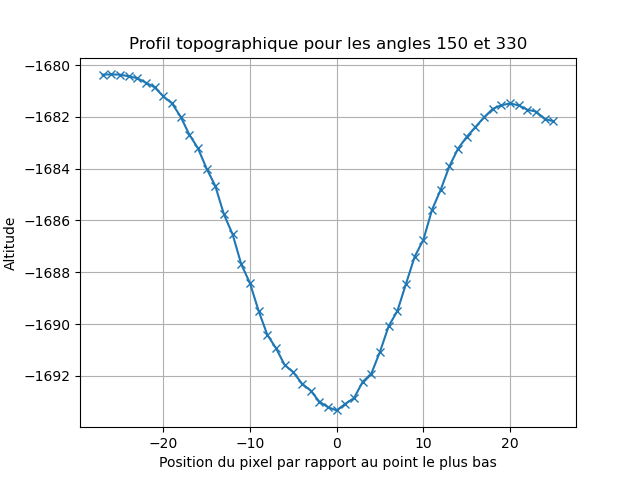 Profil topographique pour les angles 150 et 330
−1680
−1682
−1684
−1686
−1688
−1690
−1692
Altitude
−20 −10 0 10 20
Position du pixel par rapport au point le plus bas